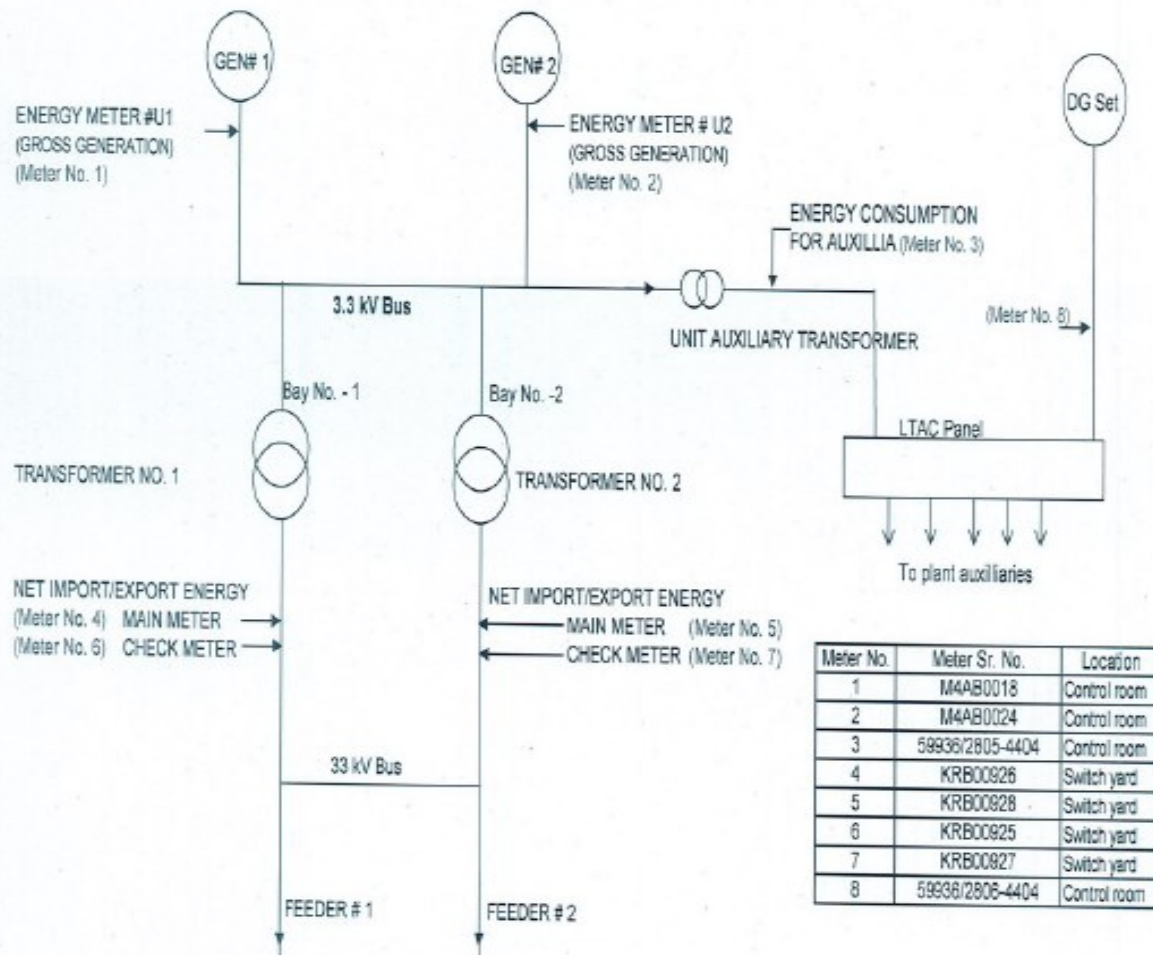 GEN# 1
GEN# 2
DG Set
ENERGY METER #U1
(GROSS GENERATION)
(Meter No. 1)
ENERGY METER # U2
(GROSS GENERATION)
(Meter No. 2)
ENERGY CONSUMPTION
FOR AUXILLIA (Meter No. 3)
3.3 kV Bus
UNIT AUXILIARY TRANSFORMER
(Meter No. 8)
Bay No. - 1
Bay No. -2
LTAC Panel
TRANSFORMER NO. 1
TRANSFORMER NO. 2
To plant auxilliaries
NET IMPORT/EXPORT ENERGY
(Meter No. 4) MAIN METER
(Meter No. 6) CHECK METER
NET IMPORT/EXPORT ENERGY
MAIN METER (Meter No. 5)
CHECK METER (Meter No. 7)
33 kV Bus
FEEDER # 1
FEEDER # 2
Meter No. Meter Sr. No. Location
1 M4AB0018 Control room
2 M4AB0024 Control room
3 59936/2805-4404 Control room
4 KRB00926 Switch yard
5 KRB00928 Switch yard
6 KRB00925 Switch yard
7 KRB00927 Switch yard
8 59936/2806-4404 Control room